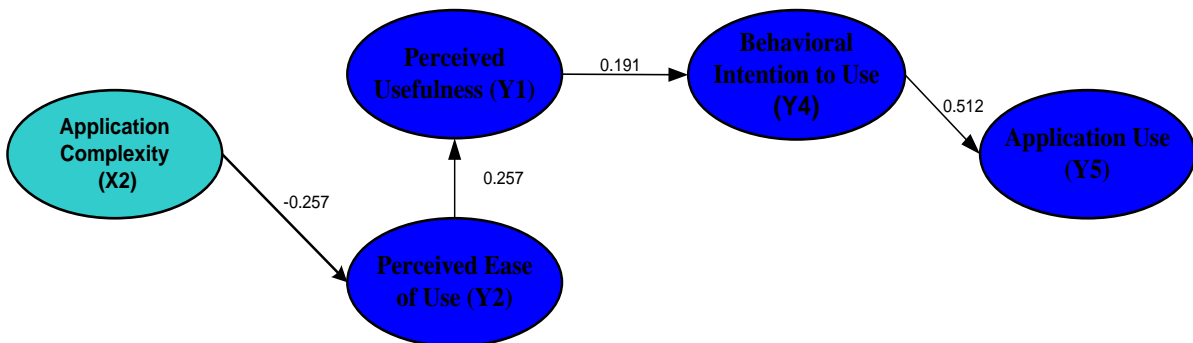 Application
Complexity
(X2)
-0.257
Perceived Ease
of Use (Y2)
0.257
Perceived
Usefulness (Y1)
0.191
Behavioral
Intention to Use
(Y4)
0.512
Application Use
(Y5)